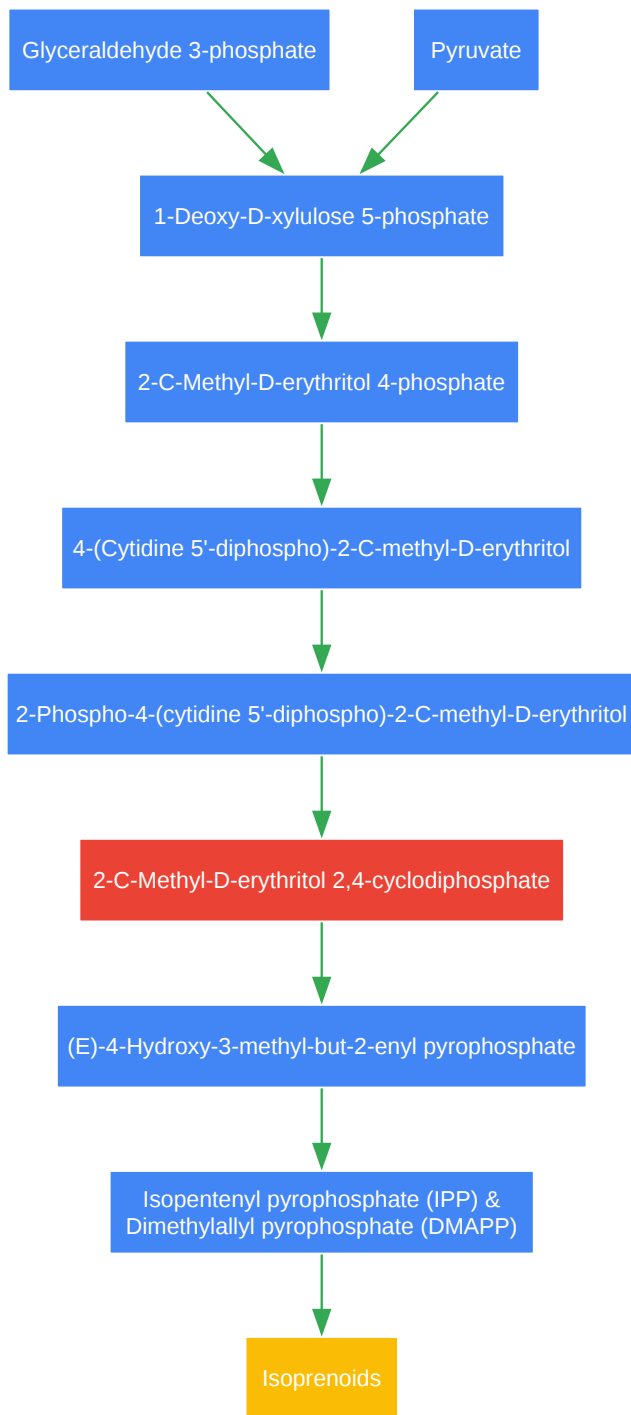 Glyceraldehyde 3-phosphate
Pyruvate
1-Deoxy-D-xylulose 5-phosphate
2-C-Methyl-D-erythritol 4-phosphate
4-(Cytidine 5'-diphospho)-2-C-methyl-D-erythritol
2-Phospho-4-(cytidine 5'-diphospho)-2-C-methyl-D-erythritol
2-C-Methyl-D-erythritol 2,4-cyclodiphosphate
(E)-4-Hydroxy-3-methyl-but-2-enyl pyrophosphate
Isopentenyl pyrophosphate (IPP) &
Dimethylallyl pyrophosphate (DMAPP)
Isoprenoids